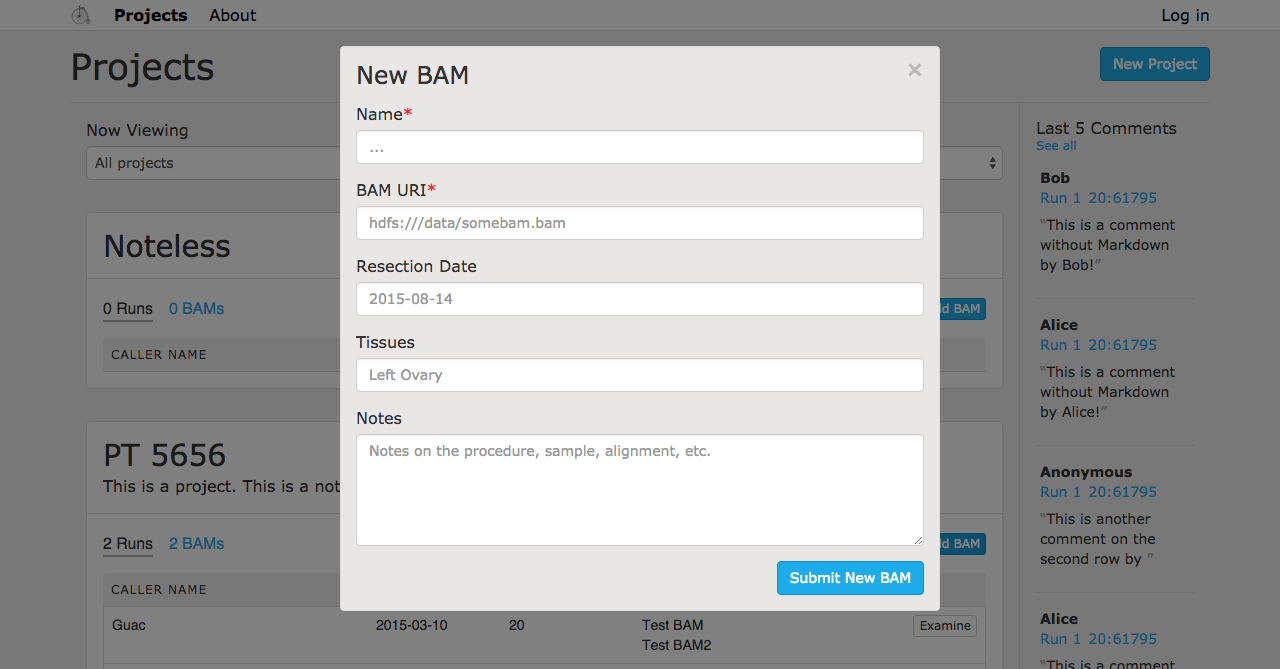 Projects About Log in
Projects
New Project
Now Viewing
All projects
Noteless
0 Runs 0 BAMs
d BAM
CALLER NAME
PT 5656
This is a project. This is a not
2 Runs 2 BAMs
d BAM
CALLER NAME
Guac 2015-03-10 20 Test BAM Examine
Test BAM2
New BAM ×
Name*
...
BAM URI*
hdfs:///data/somebam.bam
Resection Date
2015-08-14
Tissues
Left Ovary
Notes
Notes on the procedure, sample, alignment, etc.
Submit New BAM
Last 5 Comments
See all
Bob
Run 1 20:61795
"This is a comment
without Markdown
by Bob!"
Alice
Run 1 20:61795
"This is a comment
without Markdown
by Alice!"
Anonymous
Run 1 20:61795
"This is another
comment on the
second row by "
Alice
Run 1 20:61795
"This is a comment